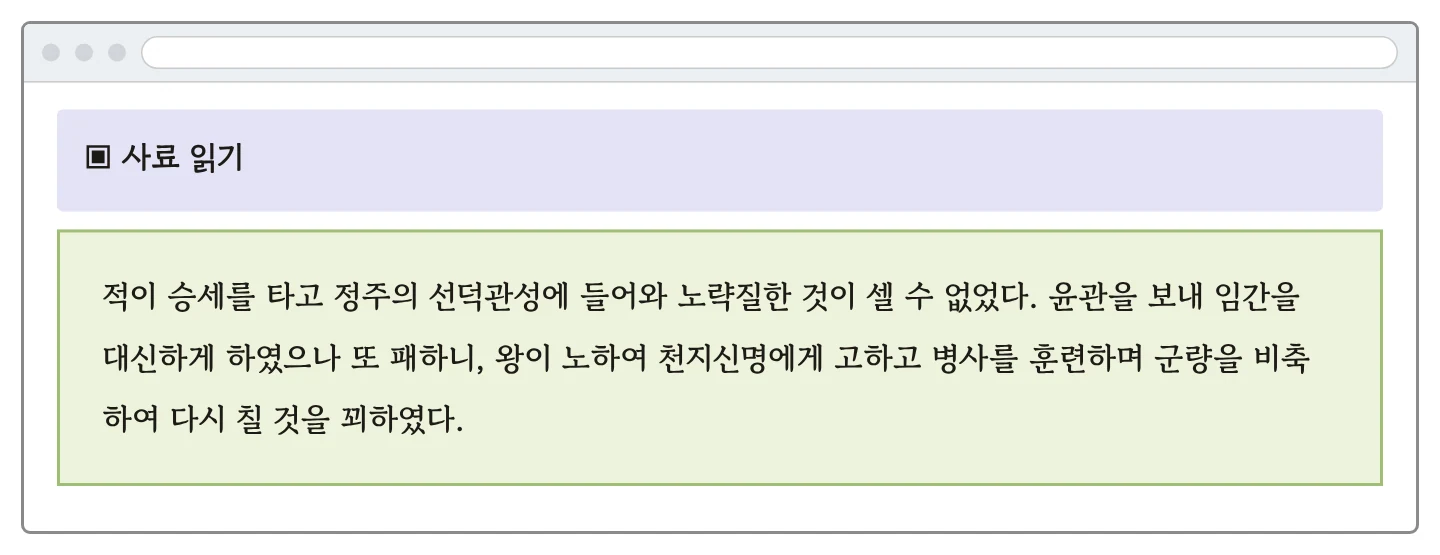 ▣ 사료 읽기
적이 승세를 타고 정주의 선덕관성에 들어와 노략질한 것이 셀 수 없었다. 윤관을 보내 임간을
대신하게 하였으나 또 패하니, 왕이 노하여 천지신명에게 고하고 병사를 훈련하며 군량을 비축
하여 다시 칠 것을 꾀하였다.